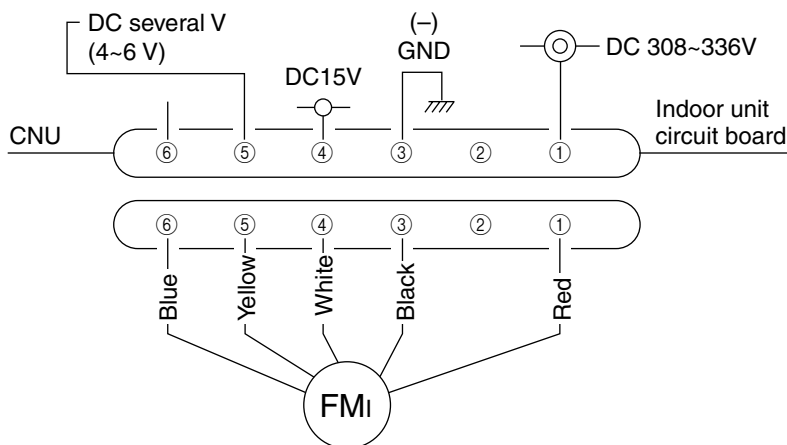 DC several V
(4~6 V)
(–)
GND
DC15V
DC 308~336V
CNU
Indoor unit
circuit board
⑥ ⑤ ④ ③ ② ①
⑥ ⑤ ④ ③ ② ①
Blue
Yellow
White
Black
Red
FMI